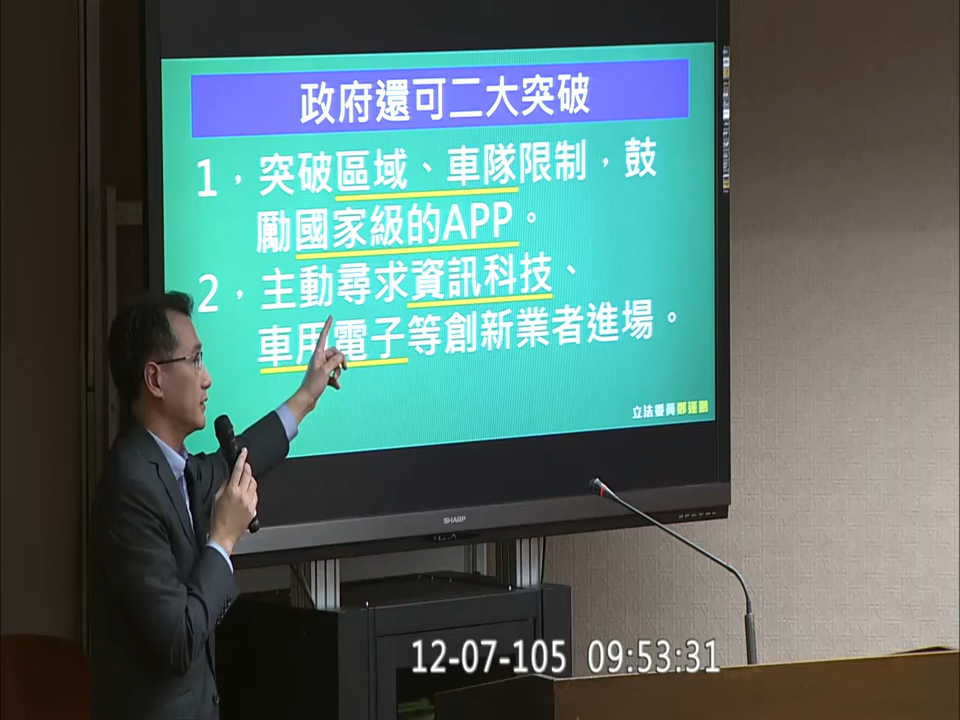 政府還可二大突破
1，突破區域、車隊限制，鼓
勵國家級的APP。
2，主動尋求資訊科技、
車用電子等創新業者進場。
立法委員鄭運鵬
SHARP
12-07-105 09:53:31